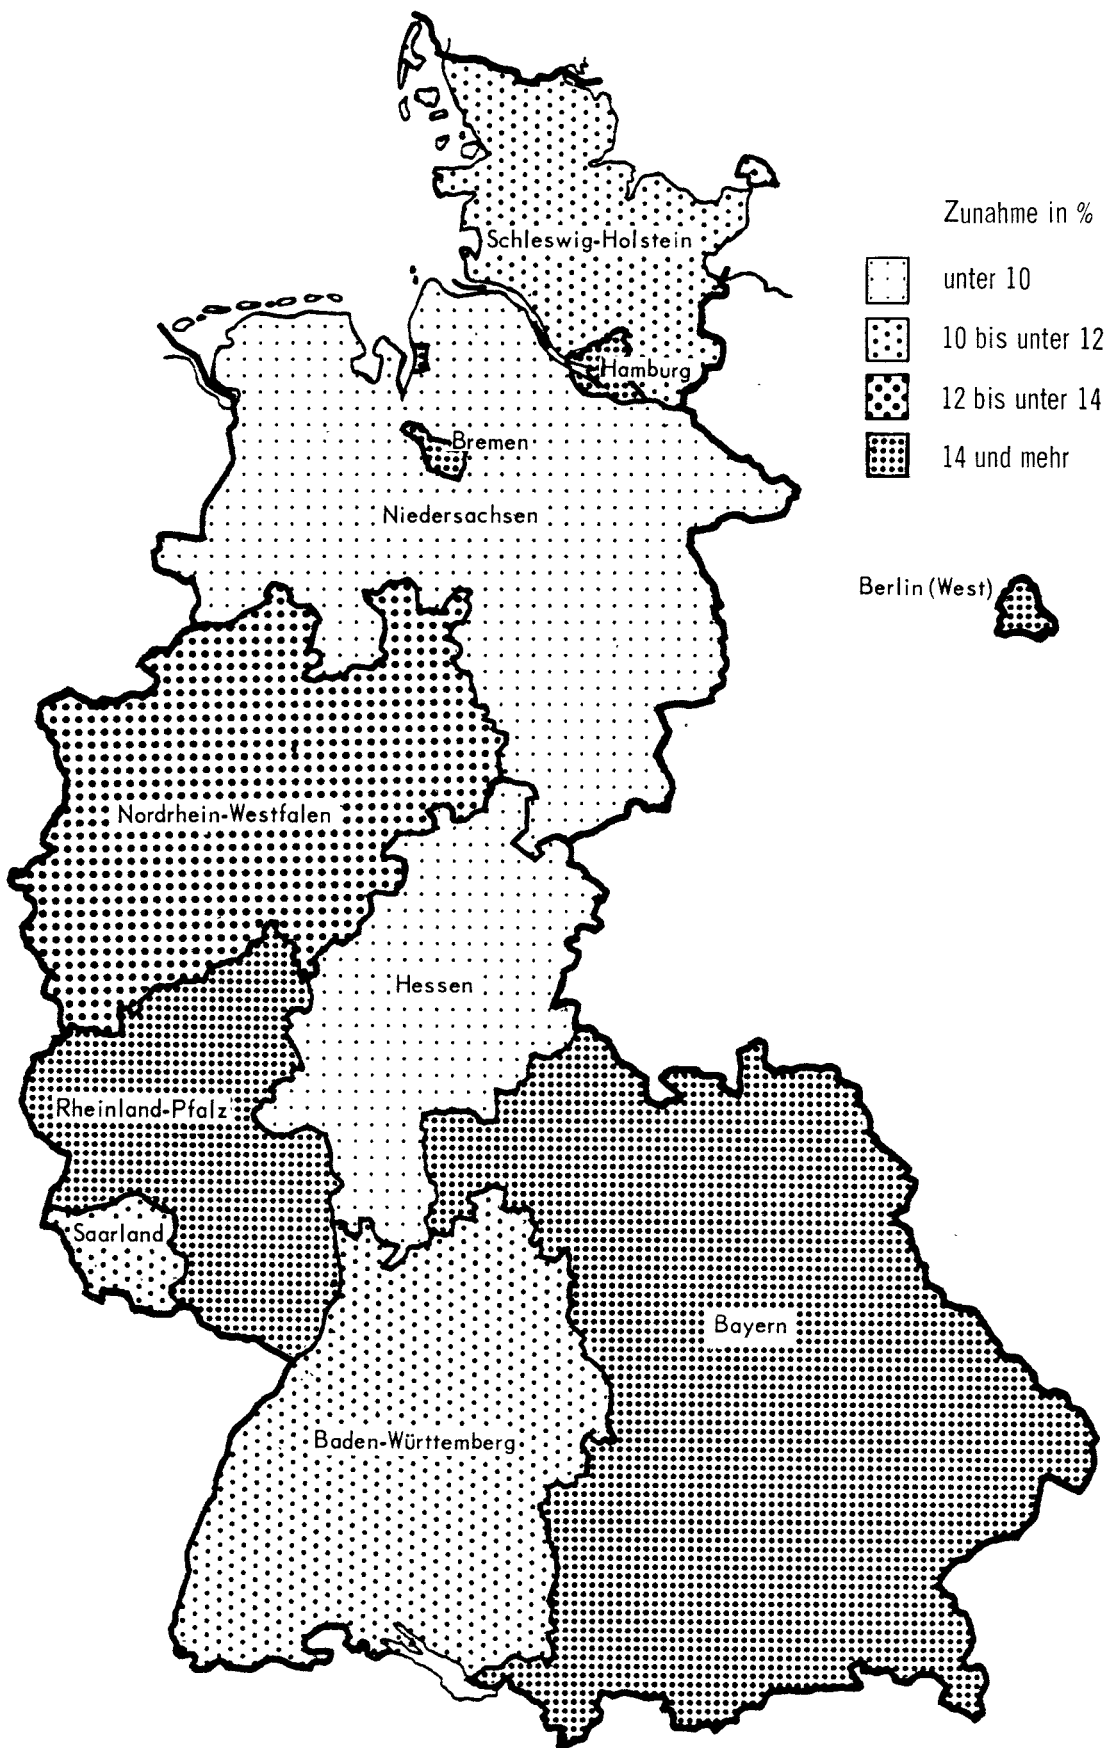 Zunahme in %
unter 10
10 bis unter 12
12 bis unter 14
14 und mehr
Schleswig-Holstein
Hamburg
Bremen
Niedersachsen
Berlin (West)
Nordrhein-Westfalen
Hessen
Rheinland-Pfalz
Saarland
Bayern
Baden-Württemberg